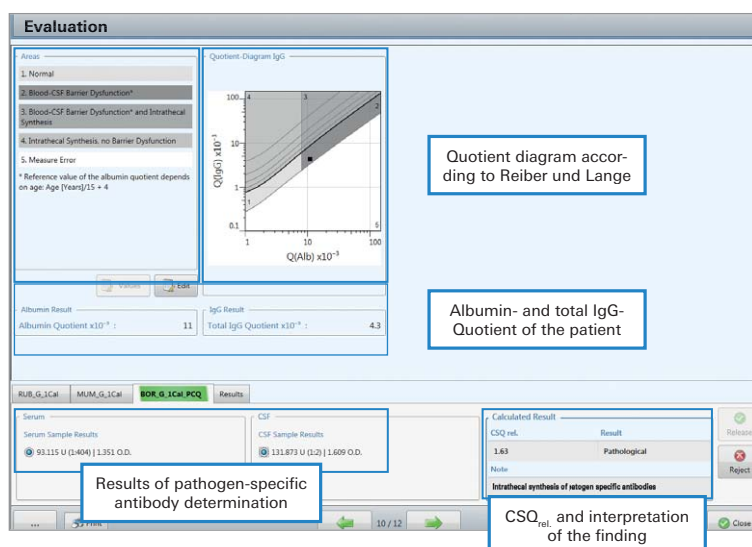 Evaluation
Areas
1. Normal
2. Blood-CSF Barrier Dysfunction*
3. Blood-CSF Barrier Dysfunction* and Intrathecal
Synthesis
4. Intrathecal Synthesis, no Barrier Dysfunction
5. Measure Error
* Reference value of the albumin quotient depends
on age: Age [Years]/15 + 4
Values
Edit
Quotient-Diagram IgG
Q(IgG) x10⁻³
100
10
1
0.1
4
3
2
1
5
1
10
100
Q(Alb) x10⁻³
Quotient diagram accor-
ding to Reiber und Lange
Albumin Result
Albumin Quotient x10⁻³ : 11
IgG Result
Total IgG Quotient x10⁻³ : 4.3
Albumin- and total IgG-
Quotient of the patient
RUB_G_1Cal
MUM_G_1Cal
BOR_G_1Cal_PCQ
Results
Serum
Serum Sample Results
93.115 U (1:404) | 1.351 O.D.
CSF
CSF Sample Results
131.873 U (1:2) | 1.609 O.D.
Results of pathogen-specific
antibody determination
Calculated Result
CSQ rel. Result
1.63 Pathological
Note
Intrathecal synthesis of specific antibodies
Release
Reject
CSQrel. and interpretation
of the finding
...
Print
10 / 12
Close